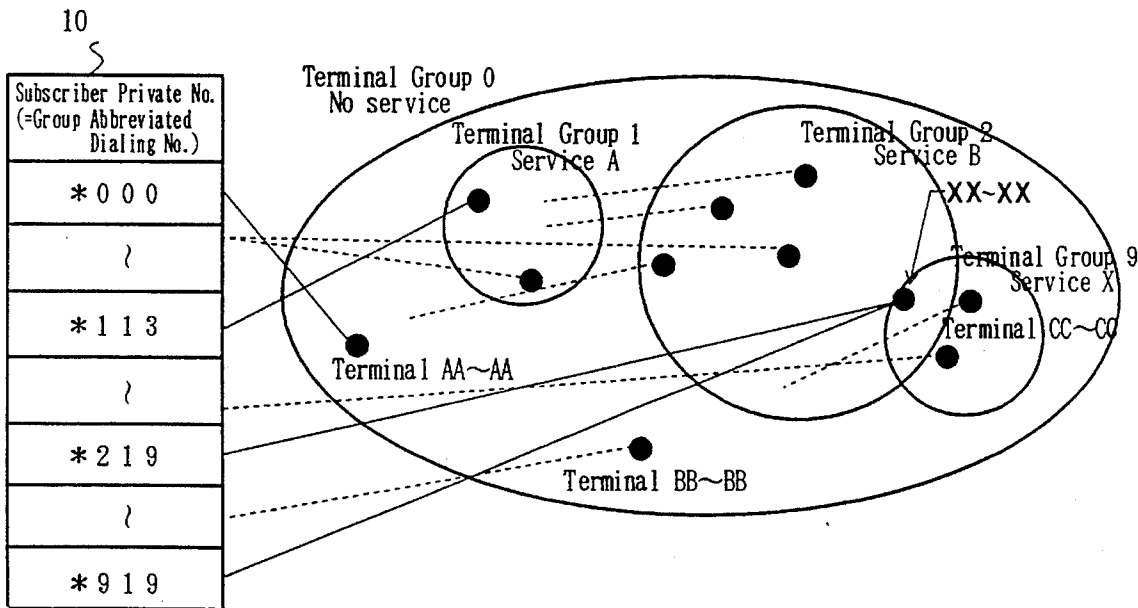 10
Subscriber Private No.
(=Group Abbreviated
Dialing No.)
*000
~
*113
~
*219
~
*919
Terminal Group 0
No service
Terminal Group 1
Service A
Terminal Group 2
Service B
XX~XX
Terminal Group 9
Service X
Terminal CC~CC
Terminal AA~AA
Terminal BB~BB